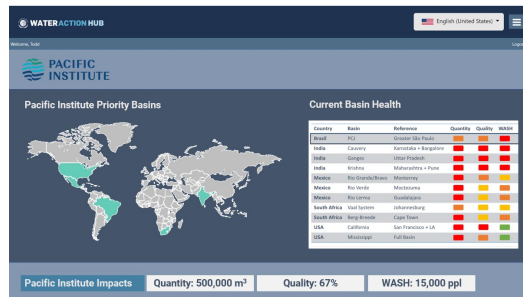 WATERACTION HUB
English (United States)
Welcome, Todd
Logout
PACIFIC
INSTITUTE
Pacific Institute Priority Basins
Current Basin Health
Country Basin Reference Quantity Quality WASH
Brasil PCJ Greater São Paulo
India Cauvery Karnataka + Bangalore
India Ganges Uttar Pradesh
India Krishna Maharashtra + Pune
Mexico Rio Grande/Bravo Monterrey
Mexico Rio Verde Moctezuma
Mexico Rio Lerma Guadalajara
South Africa Vaal System Johannesburg
South Africa Berg-Breede Cape Town
USA California San Francisco + LA
USA Mississippi Full Basin
Pacific Institute Impacts Quantity: 500,000 m³ Quality: 67% WASH: 15,000 ppl